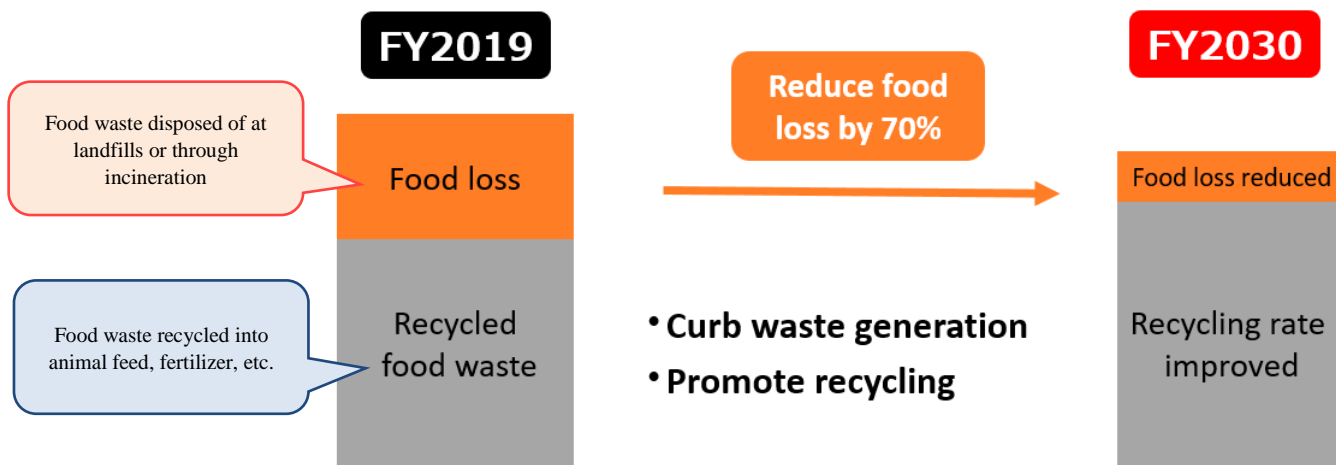 FY2019
FY2030
Reduce food
loss by 70%
Food waste disposed of at
landfills or through
incineration
Food loss
Food loss reduced
Food waste recycled into
animal feed, fertilizer, etc.
Recycled
food waste
• Curb waste generation
• Promote recycling
Recycling rate
improved